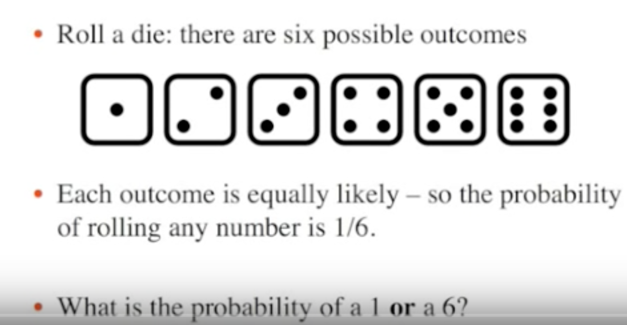 • Roll a die: there are six possible outcomes
• Each outcome is equally likely – so the probability
of rolling any number is 1/6.
• What is the probability of a 1 or a 6?